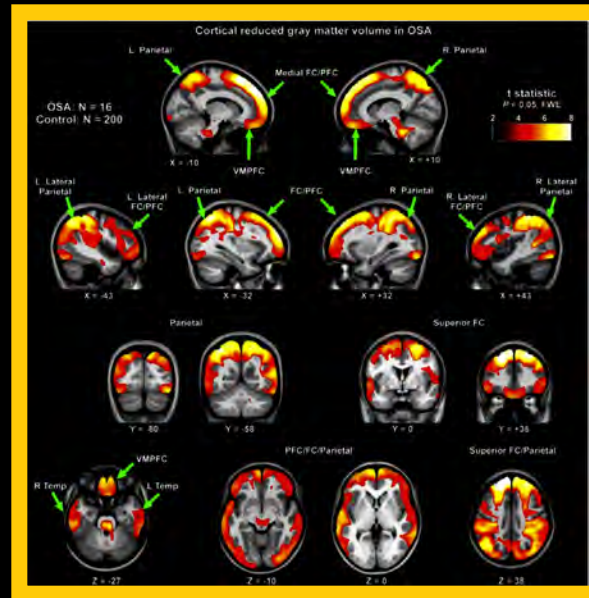 Cortical reduced gray matter volume in OSA
L. Parietal
R. Parietal
Medial FC/PFC
OSA: N = 16
Control: N = 200
t statistic
P < 0.05, FWE
2 4 6 8
X = -10
X = +10
VMPFC
VMPFC
L. Lateral
Parietal
L. Lateral
FC/PFC
L. Parietal
FC/PFC
R. Parietal
R. Lateral
FC/PFC
R. Lateral
Parietal
X = -43
X = -32
X = +32
X = +43
Parietal
Superior FC
Y = -80
Y = -58
Y = 0
Y = +36
VMPFC
PFC/FC/Parietal
Superior FC/Parietal
R Temp
L Temp
Z = -27
Z = -10
Z = 0
Z = 38